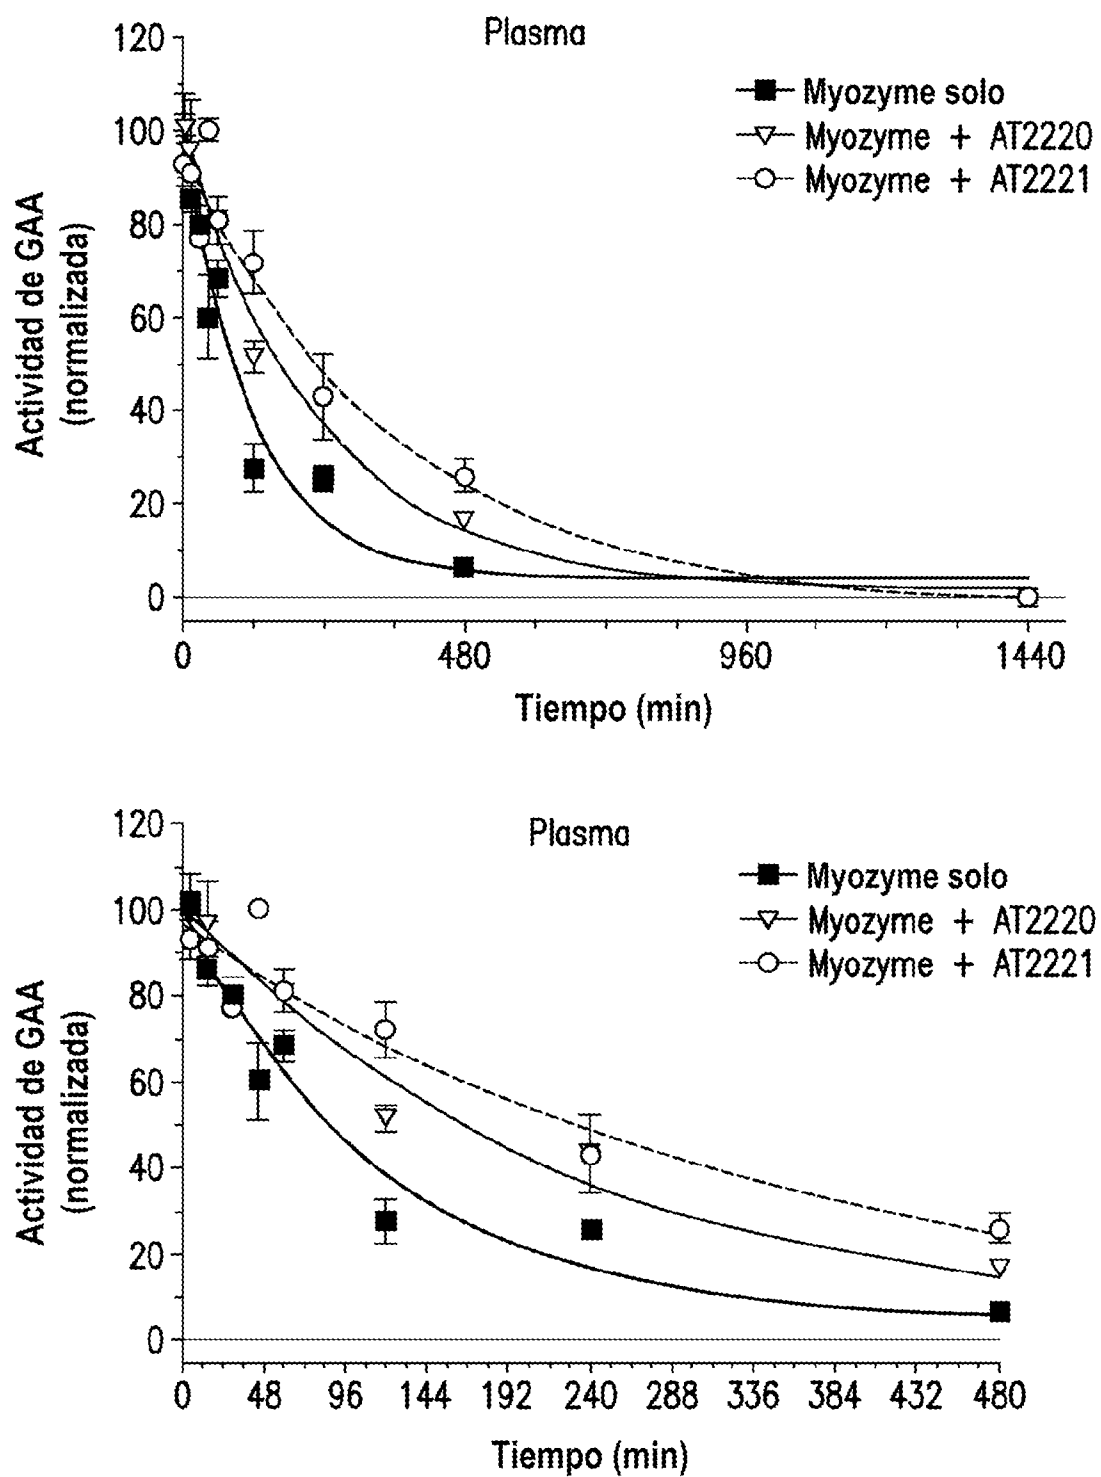 Plasma
120
100
80
60
40
20
0
Actividad de GAA
(normalizada)
Myozyme solo
Myozyme + AT2220
Myozyme + AT2221
0 480 960 1440
Tiempo (min)
Plasma
120
100
80
60
40
20
0
Actividad de GAA
(normalizada)
Myozyme solo
Myozyme + AT2220
Myozyme + AT2221
0 48 96 144 192 240 288 336 384 432 480
Tiempo (min)